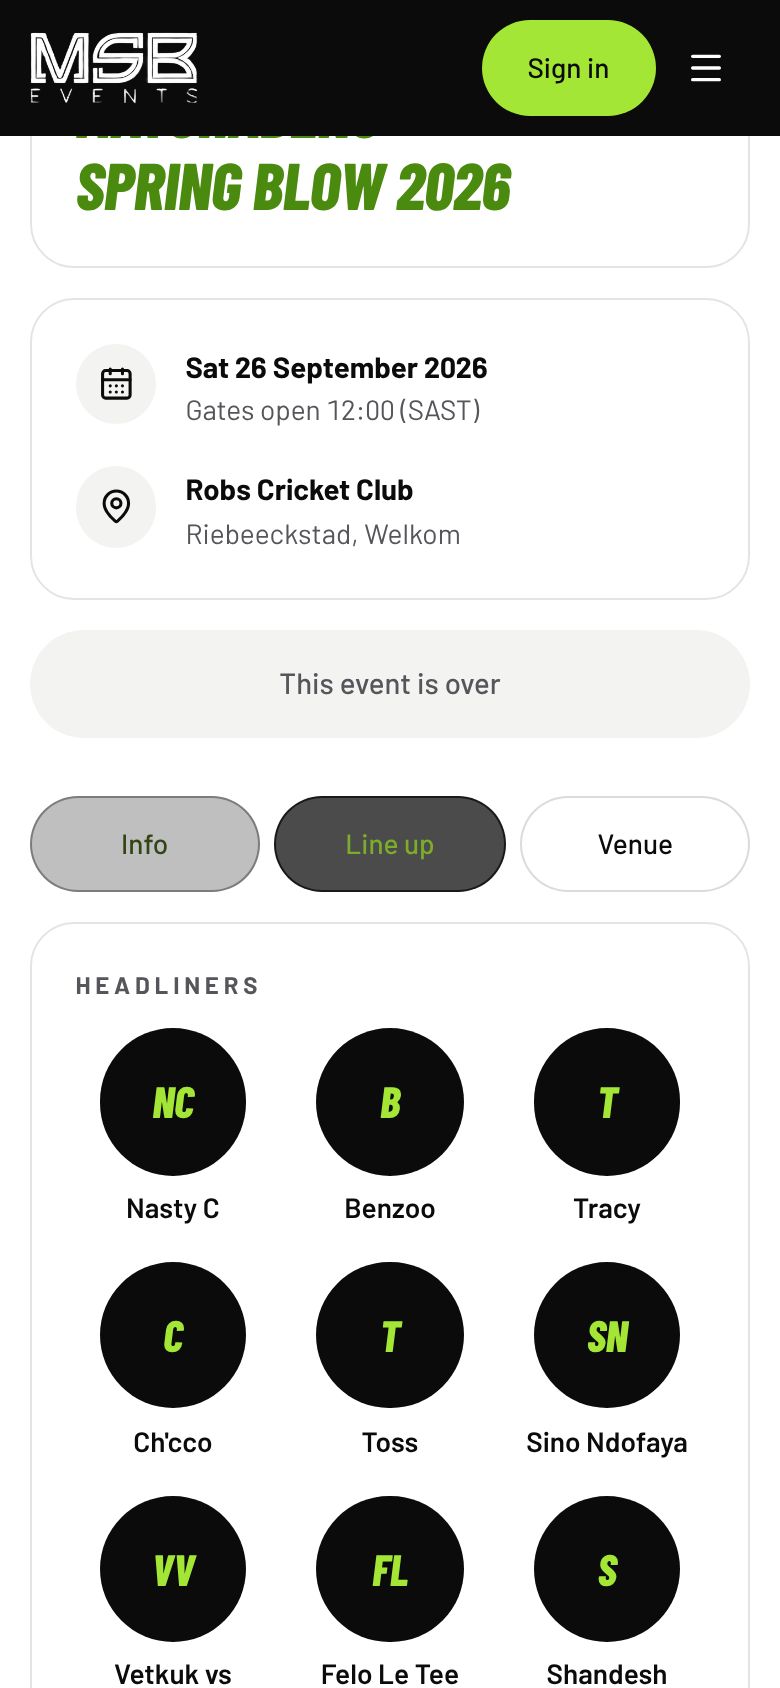 MSB
EVENTS
Sign in
SPRING BLOW 2026
Sat 26 September 2026
Gates open 12:00 (SAST)
Robs Cricket Club
Riebeeckstad, Welkom
This event is over
Info
Line up
Venue
HEADLINERS
NC
B
T
Nasty C
Benzoo
Tracy
C
T
SN
Ch'cco
Toss
Sino Ndofaya
VV
FL
S
Vetkuk vs
Felo Le Tee
Shandesh